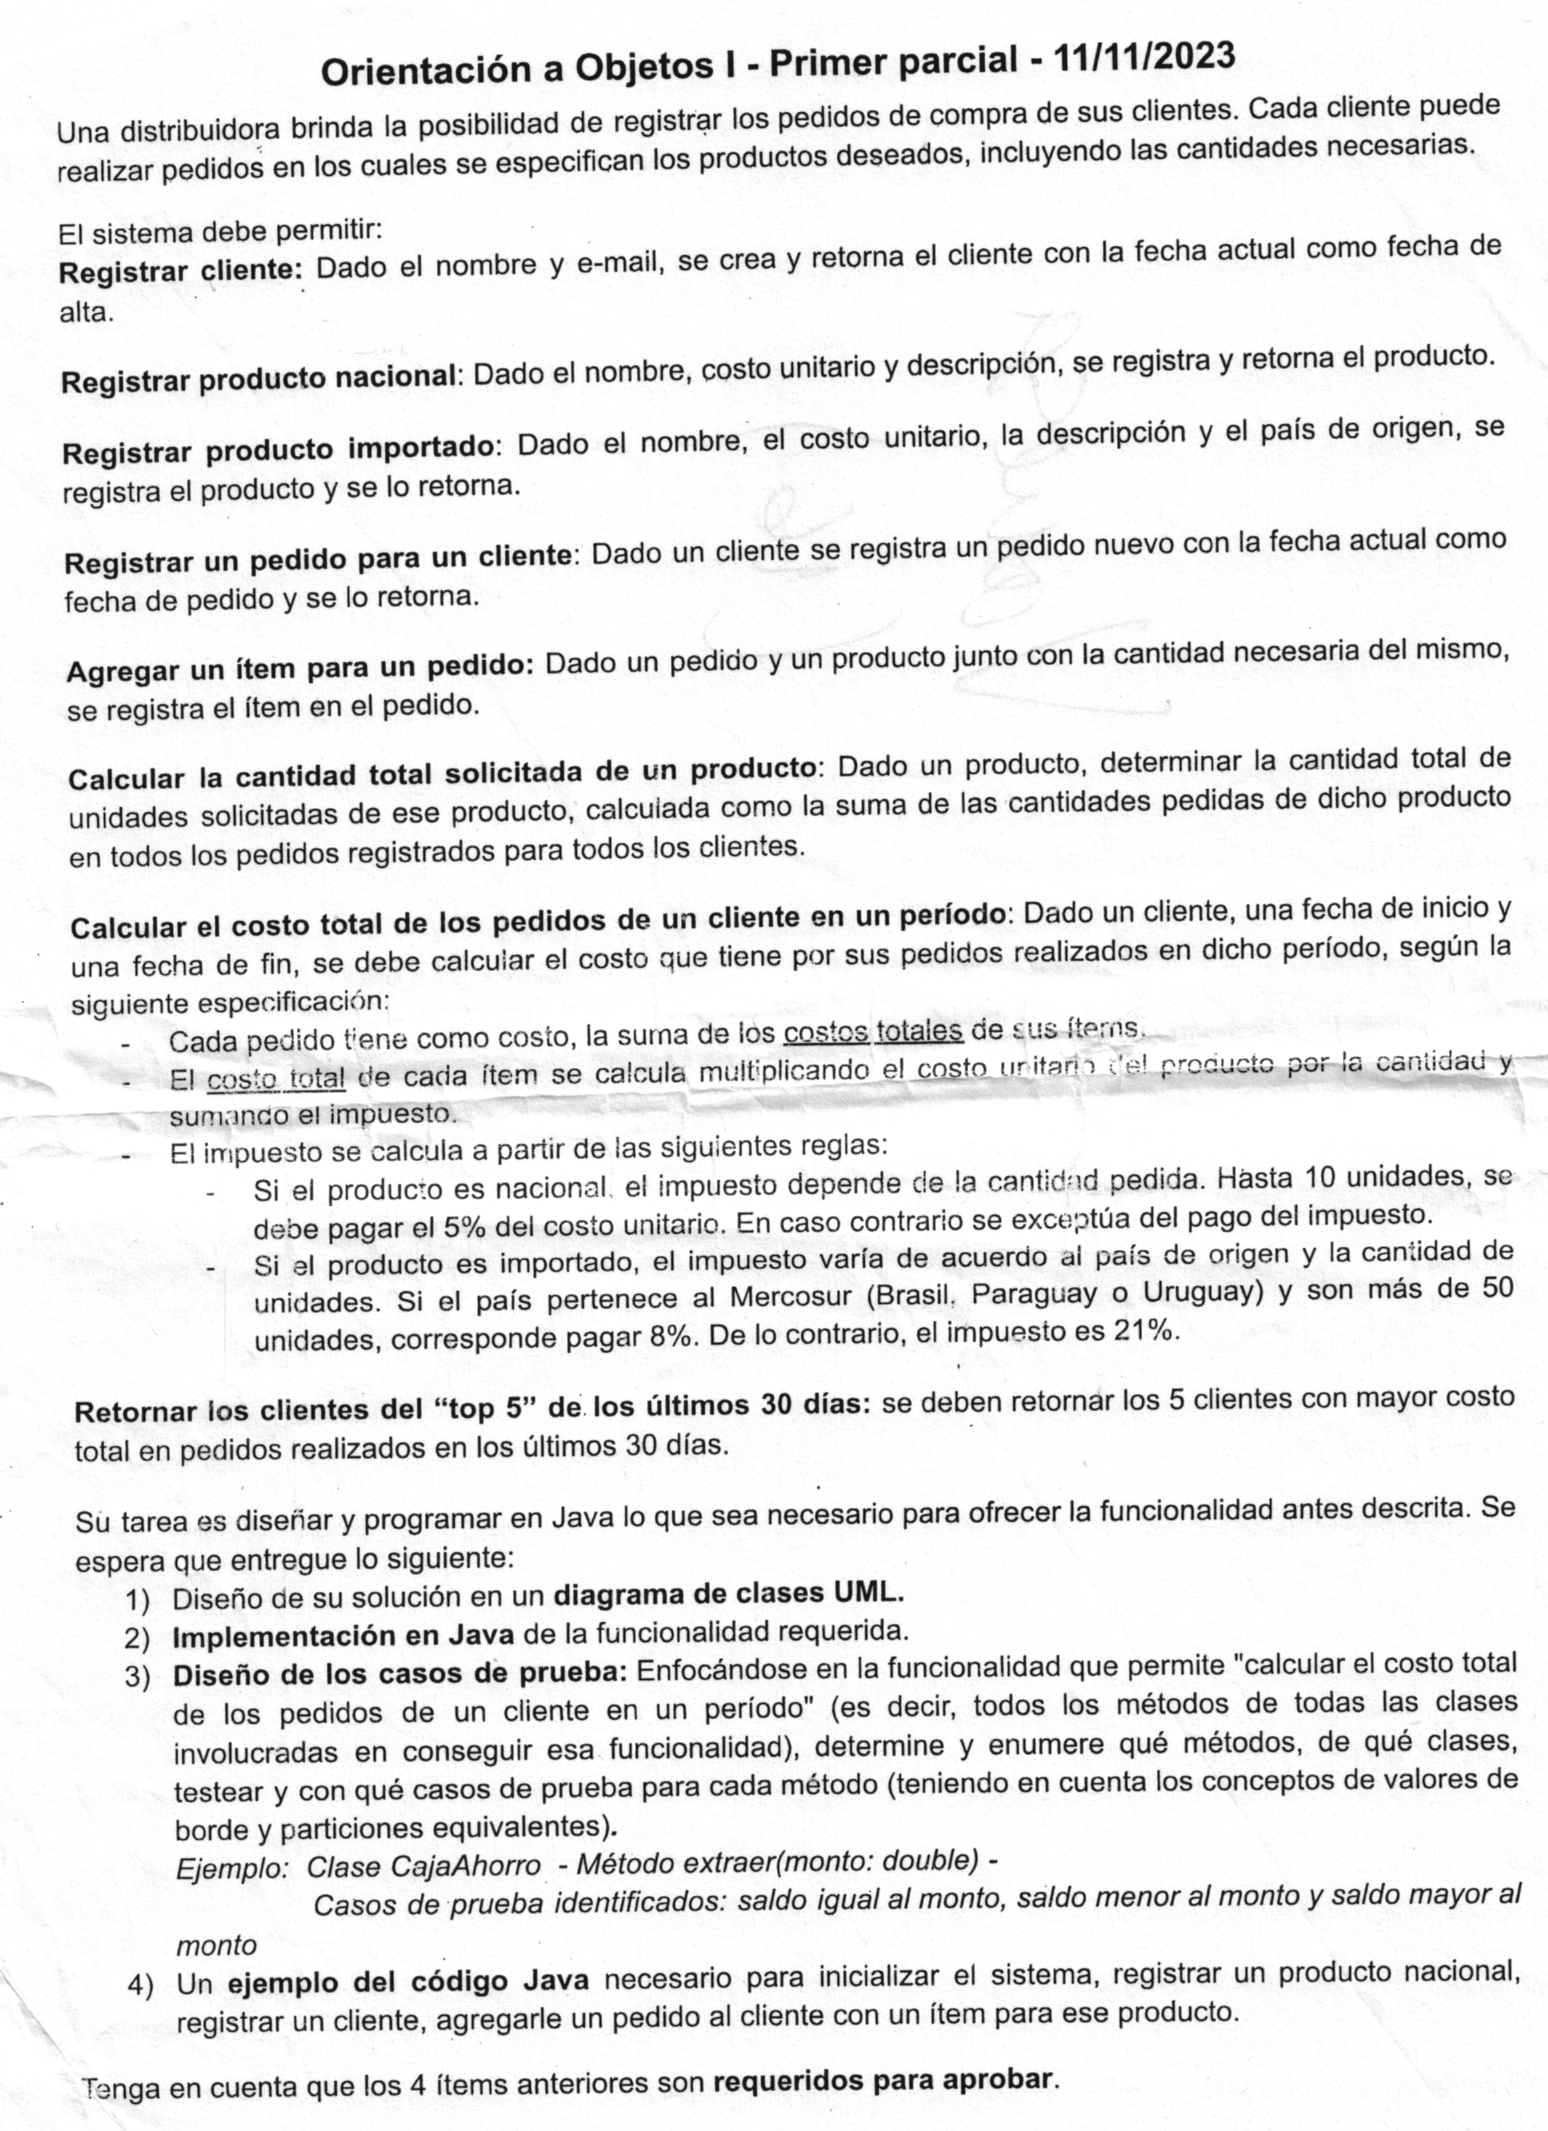 Orientación a Objetos I - Primer parcial - 11/11/2023
Una distribuidora brinda la posibilidad de registrar los pedidos de compra de sus clientes. Cada cliente puede
realizar pedidos en los cuales se especifican los productos deseados, incluyendo las cantidades necesarias.
El sistema debe permitir:
Registrar cliente: Dado el nombre y e-mail, se crea y retorna el cliente con la fecha actual como fecha de
alta.
Registrar producto nacional: Dado el nombre, costo unitario y descripción, se registra y retorna el producto.
Registrar producto importado: Dado el nombre, el costo unitario, la descripción y el país de origen, se
registra el producto y se lo retorna.
Registrar un pedido para un cliente: Dado un cliente se registra un pedido nuevo con la fecha actual como
fecha de pedido y se lo retorna.
Agregar un ítem para un pedido: Dado un pedido y un producto junto con la cantidad necesaria del mismo,
se registra el ítem en el pedido.
Calcular la cantidad total solicitada de un producto: Dado un producto, determinar la cantidad total de
unidades solicitadas de ese producto, calculada como la suma de las cantidades pedidas de dicho producto
en todos los pedidos registrados para todos los clientes.
Calcular el costo total de los pedidos de un cliente en un período: Dado un cliente, una fecha de inicio y
una fecha de fin, se debe calcular el costo que tiene por sus pedidos realizados en dicho período, según la
siguiente especificación:
- Cada pedido tiene como costo, la suma de los costos totales de sus ítems.
- El costo total de cada ítem se calcula multiplicando el costo unitario del producto por la cantidad y
sumando el impuesto.
- El impuesto se calcula a partir de las siguientes reglas:
- Si el producto es nacional, el impuesto depende de la cantidad pedida. Hasta 10 unidades, se
debe pagar el 5% del costo unitario. En caso contrario se exceptúa del pago del impuesto.
- Si el producto es importado, el impuesto varía de acuerdo al país de origen y la cantidad de
unidades. Si el país pertenece al Mercosur (Brasil, Paraguay o Uruguay) y son más de 50
unidades, corresponde pagar 8%. De lo contrario, el impuesto es 21%.
Retornar los clientes del “top 5” de los últimos 30 días: se deben retornar los 5 clientes con mayor costo
total en pedidos realizados en los últimos 30 días.
Su tarea es diseñar y programar en Java lo que sea necesario para ofrecer la funcionalidad antes descrita. Se
espera que entregue lo siguiente:
1) Diseño de su solución en un diagrama de clases UML.
2) Implementación en Java de la funcionalidad requerida.
3) Diseño de los casos de prueba: Enfocándose en la funcionalidad que permite "calcular el costo total
de los pedidos de un cliente en un período" (es decir, todos los métodos de todas las clases
involucradas en conseguir esa funcionalidad), determine y enumere qué métodos, de qué clases,
testear y con qué casos de prueba para cada método (teniendo en cuenta los conceptos de valores de
borde y particiones equivalentes).
Ejemplo: Clase CajaAhorro - Método extraer(monto: double) -
Casos de prueba identificados: saldo igual al monto, saldo menor al monto y saldo mayor al
monto
4) Un ejemplo del código Java necesario para inicializar el sistema, registrar un producto nacional,
registrar un cliente, agregarle un pedido al cliente con un ítem para ese producto.
Tenga en cuenta que los 4 ítems anteriores son requeridos para aprobar.